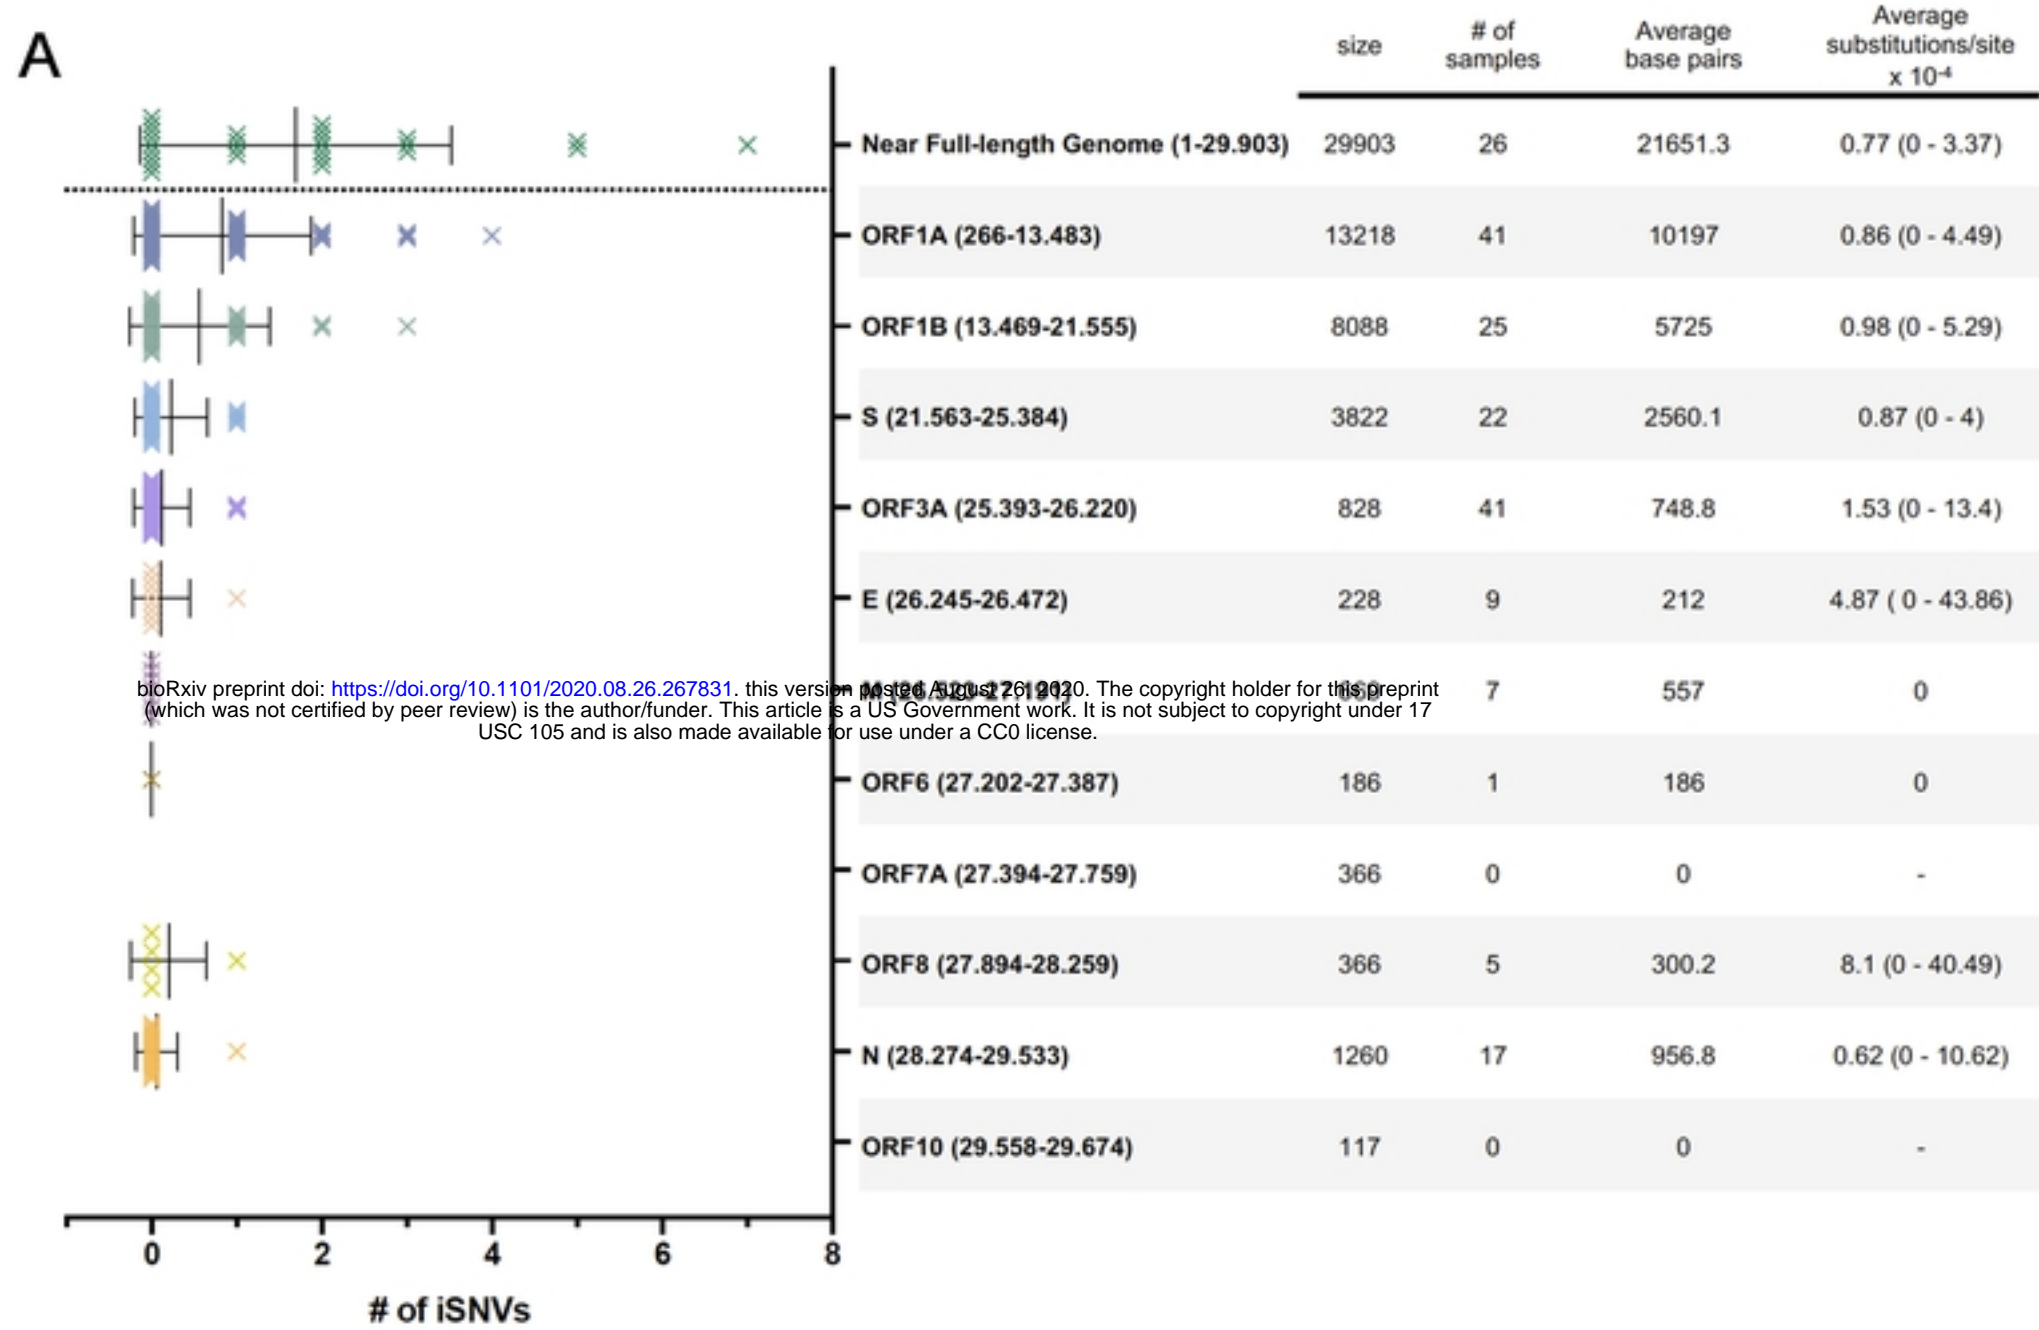 A
size
# of
samples
Average
base pairs
Average
substitutions/site
x 10⁻⁴
Near Full-length Genome (1-29.903) 29903 26 21651.3 0.77 (0 - 3.37)
ORF1A (266-13.483) 13218 41 10197 0.86 (0 - 4.49)
ORF1B (13.469-21.555) 8088 25 5725 0.98 (0 - 5.29)
S (21.563-25.384) 3822 22 2560.1 0.87 (0 - 4)
ORF3A (25.393-26.220) 828 41 748.8 1.53 (0 - 13.4)
E (26.245-26.472) 228 9 212 4.87 ( 0 - 43.86)
bioRxiv preprint doi: https://doi.org/10.1101/2020.08.26.267831. this version posted August 26, 2020. The copyright holder for this preprint
(which was not certified by peer review) is the author/funder. This article is a US Government work. It is not subject to copyright under 17
USC 105 and is also made available for use under a CC0 license.
M 7 557 0
ORF6 (27.202-27.387) 186 1 186 0
ORF7A (27.394-27.759) 366 0 0 -
ORF8 (27.894-28.259) 366 5 300.2 8.1 (0 - 40.49)
N (28.274-29.533) 1260 17 956.8 0.62 (0 - 10.62)
ORF10 (29.558-29.674) 117 0 0 -
0 2 4 6 8
# of iSNVs